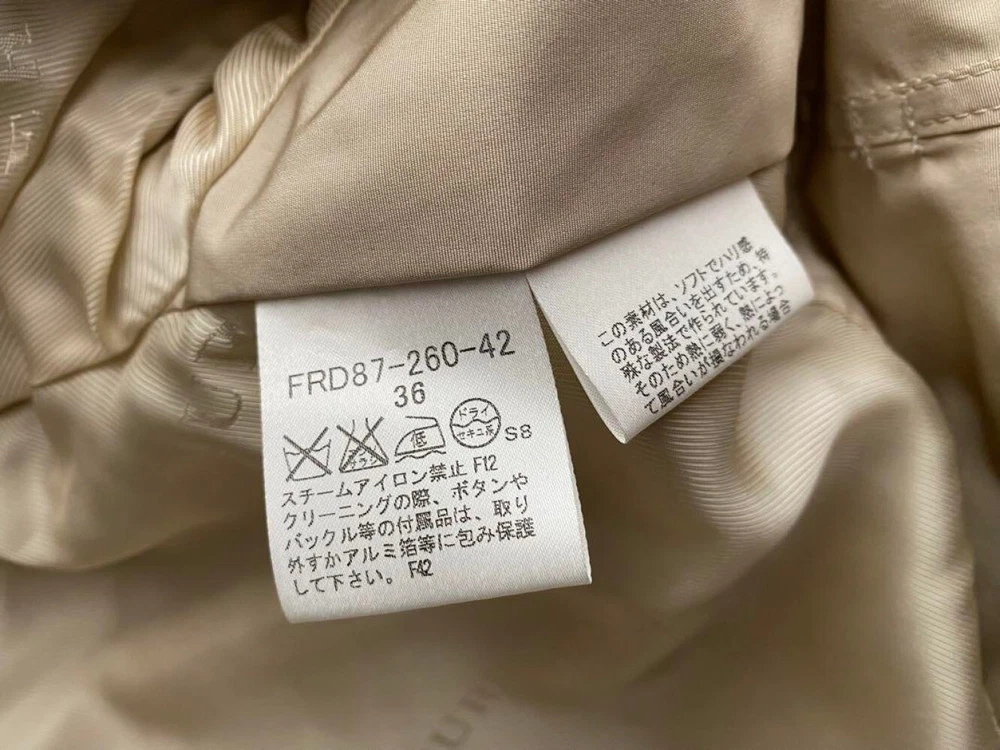 FRD87-260-42
36
低
ドライ
セキユ系
S8
スチームアイロン禁止 F12
クリーニングの際、ボタンや
バックル等の付属品は、取り
外すかアルミ箔等に包み保護
して下さい。 F42
この素材は、ソフトでハリ感
のある風合いを出すため、特
殊な製法で作られています。
そのため熱に弱く、熱によっ
て風合いが損なわれる場合